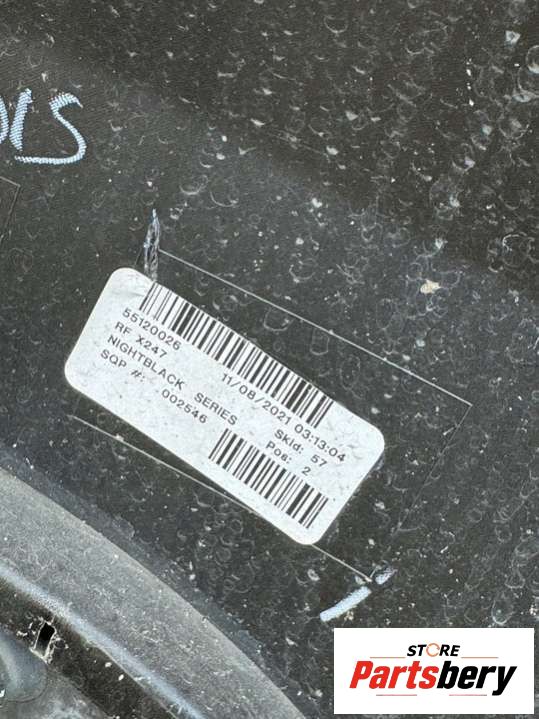 55120026
RF X247
11/08/2021 03:13:04
NIGHTBLACK SERIES
Skid: 57
SQP #: 002546
Pos: 2
STORE
Partsbery